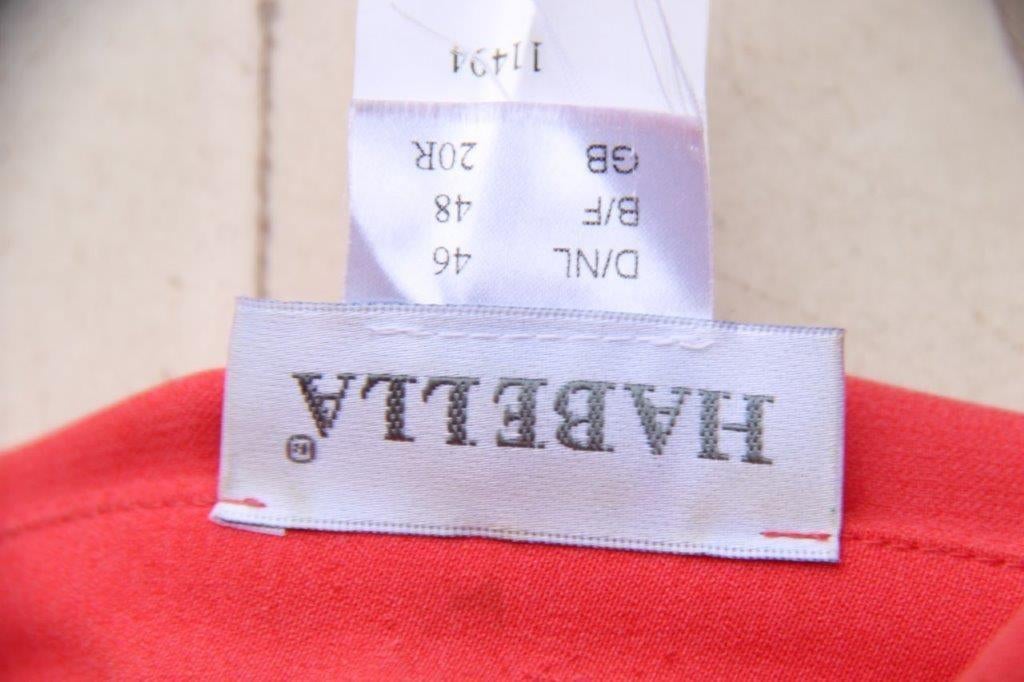 HABELLA ®
D/NL 46
B/F 48
GB 20R
11494